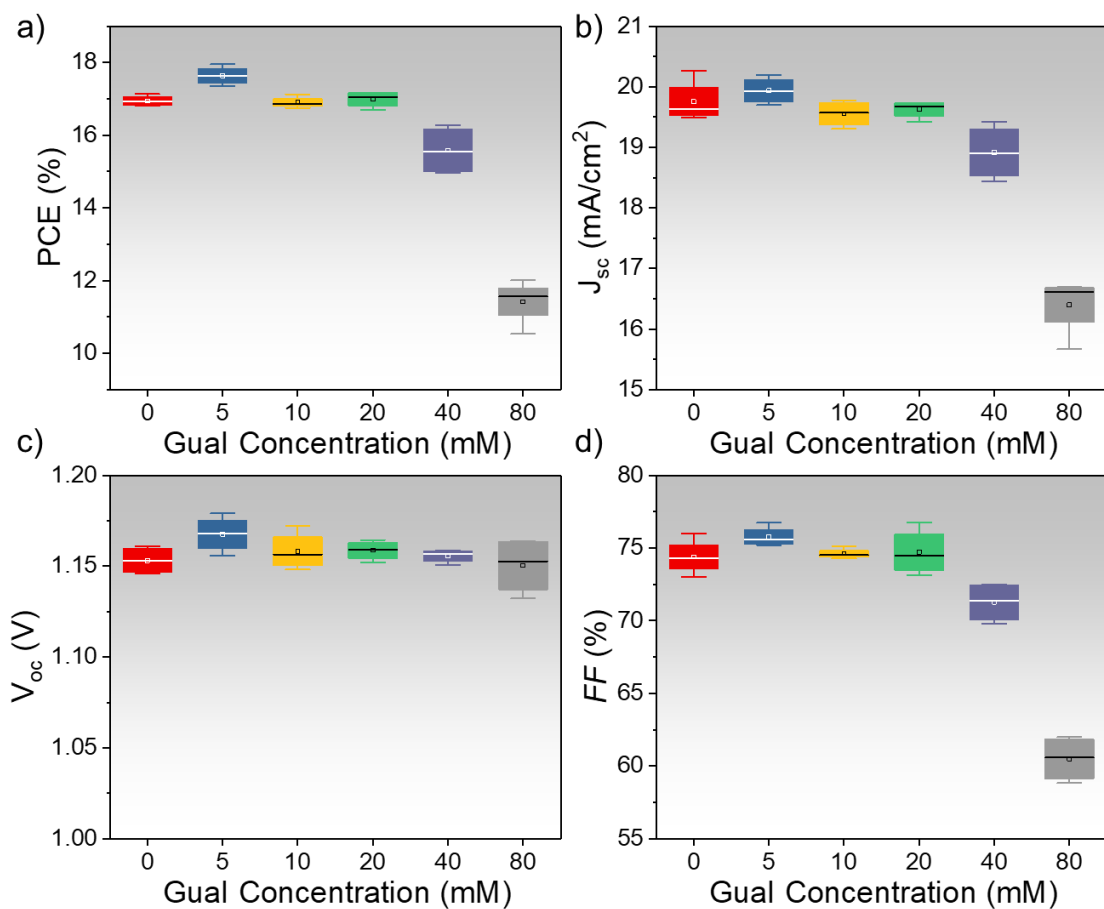 a)
18
16
14
12
10
PCE (%)
0 5 10 20 40 80
Gual Concentration (mM)
b)
21
20
19
18
17
16
15
Jsc (mA/cm²)
0 5 10 20 40 80
Gual Concentration (mM)
c)
1.20
1.15
1.10
1.05
1.00
Voc (V)
0 5 10 20 40 80
Gual Concentration (mM)
d)
80
75
70
65
60
55
FF (%)
0 5 10 20 40 80
Gual Concentration (mM)